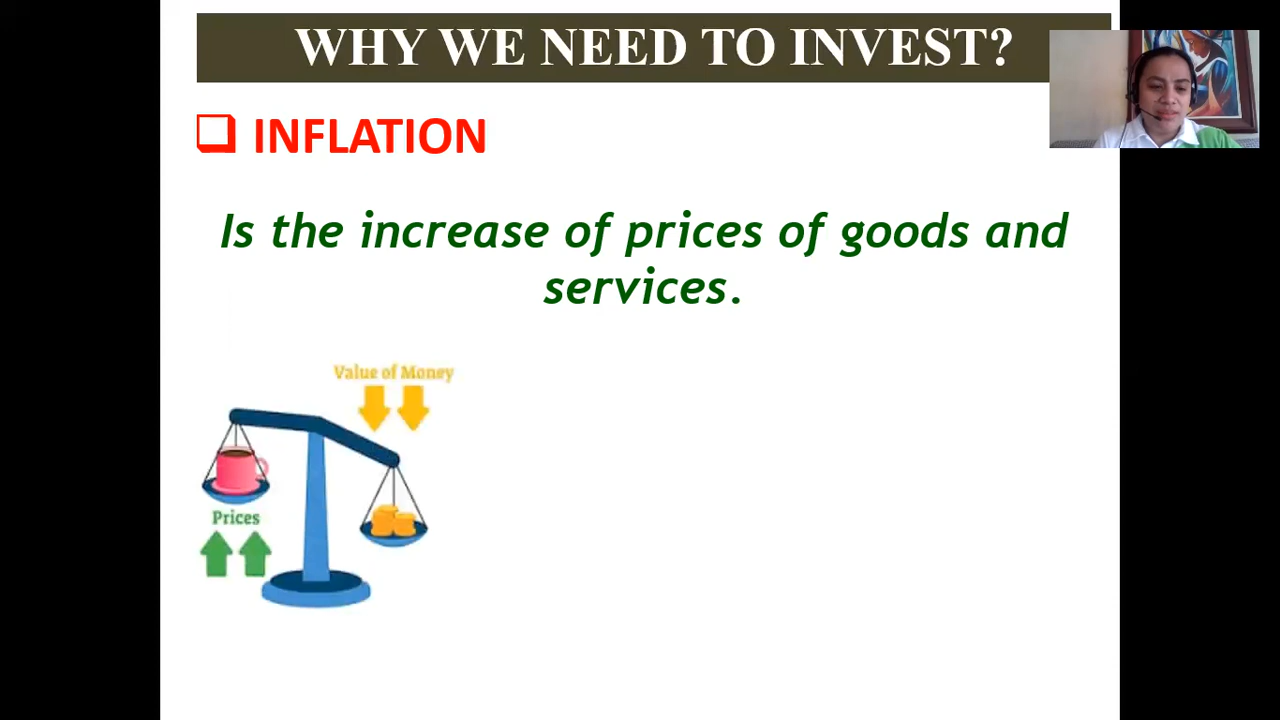 WHY WE NEED TO INVEST?
INFLATION
Is the increase of prices of goods and
services.
Value of Money
Prices